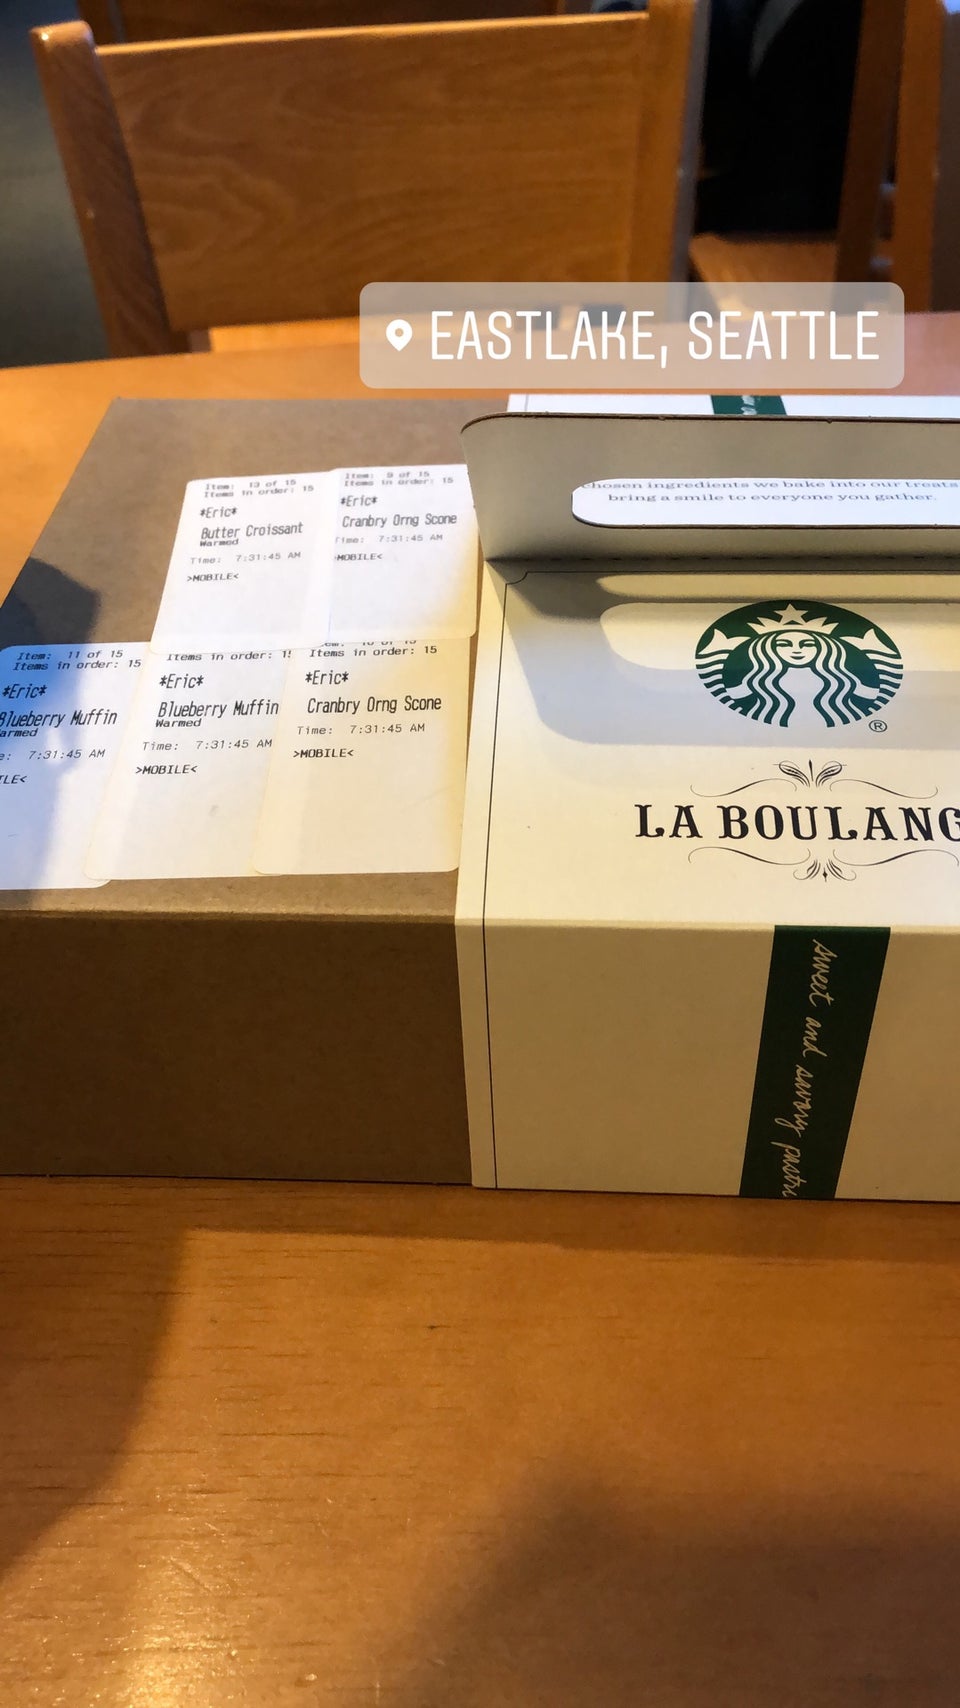 EASTLAKE, SEATTLE
chosen ingredients we bake into our treats
bring a smile to everyone you gather.
Item: 13 of 15
Items in order: 15
*Eric*
Butter Croissant
Warmed
Time: 7:31:45 AM
>MOBILE<
Item: 9 of 15
Items in order: 15
*Eric*
Cranbry Orng Scone
Time: 7:31:45 AM
>MOBILE<
Item: 11 of 15
Items in order: 15
*Eric*
Blueberry Muffin
armed
e: 7:31:45 AM
ILE<
Items in order: 15
*Eric*
Blueberry Muffin
Warmed
Time: 7:31:45 AM
>MOBILE<
Items in order: 15
*Eric*
Cranbry Orng Scone
Time: 7:31:45 AM
>MOBILE<
®
LA BOULANG
sweet and savory pastri